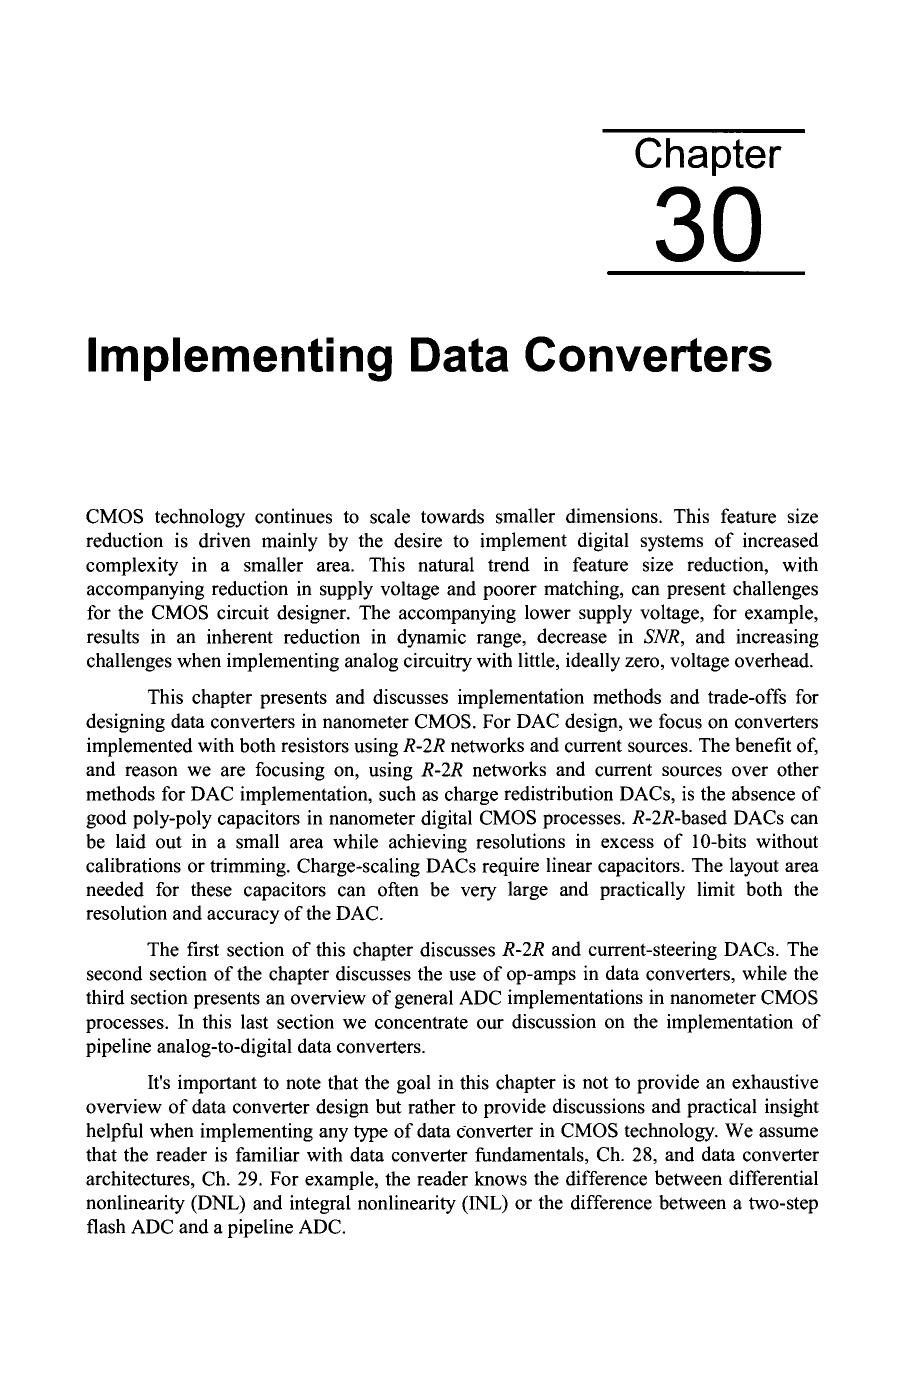 Chapter
30
Implementing Data Converters
CMOS technology continues to scale towards smaller dimensions. This feature size
reduction is driven mainly by the desire to implement digital systems of increased
complexity in a smaller area. This natural trend in feature size reduction, with
accompanying reduction in supply voltage and poorer matching, can present challenges
for the CMOS circuit designer. The accompanying lower supply voltage, for example,
results in an inherent reduction in dynamic range, decrease in SNR, and increasing
challenges when implementing analog circuitry with little, ideally zero, voltage overhead.
This chapter presents and discusses implementation methods and trade-offs for
designing data converters in nanometer CMOS. For DAC design, we focus on converters
implemented with both resistors using R-2R networks and current sources. The benefit of,
and reason we are focusing on, using R-2R networks and current sources over other
methods for DAC implementation, such as charge redistribution DACs, is the absence of
good poly-poly capacitors in nanometer digital CMOS processes. R-2R-based DACs can
be laid out in a small area while achieving resolutions in excess of 10-bits without
calibrations or trimming. Charge-scaling DACs require linear capacitors. The layout area
needed for these capacitors can often be very large and practically limit both the
resolution and accuracy of the DAC.
The first section of this chapter discusses R-2R and current-steering DACs. The
second section of the chapter discusses the use of op-amps in data converters, while the
third section presents an overview of general ADC implementations in nanometer CMOS
processes. In this last section we concentrate our discussion on the implementation of
pipeline analog-to-digital data converters.
It's important to note that the goal in this chapter is not to provide an exhaustive
overview of data converter design but rather to provide discussions and practical insight
helpful when implementing any type of data converter in CMOS technology. We assume
that the reader is familiar with data converter fundamentals, Ch. 28, and data converter
architectures, Ch. 29. For example, the reader knows the difference between differential
nonlinearity (DNL) and integral nonlinearity (INL) or the difference between a two-step
flash ADC and a pipeline ADC.